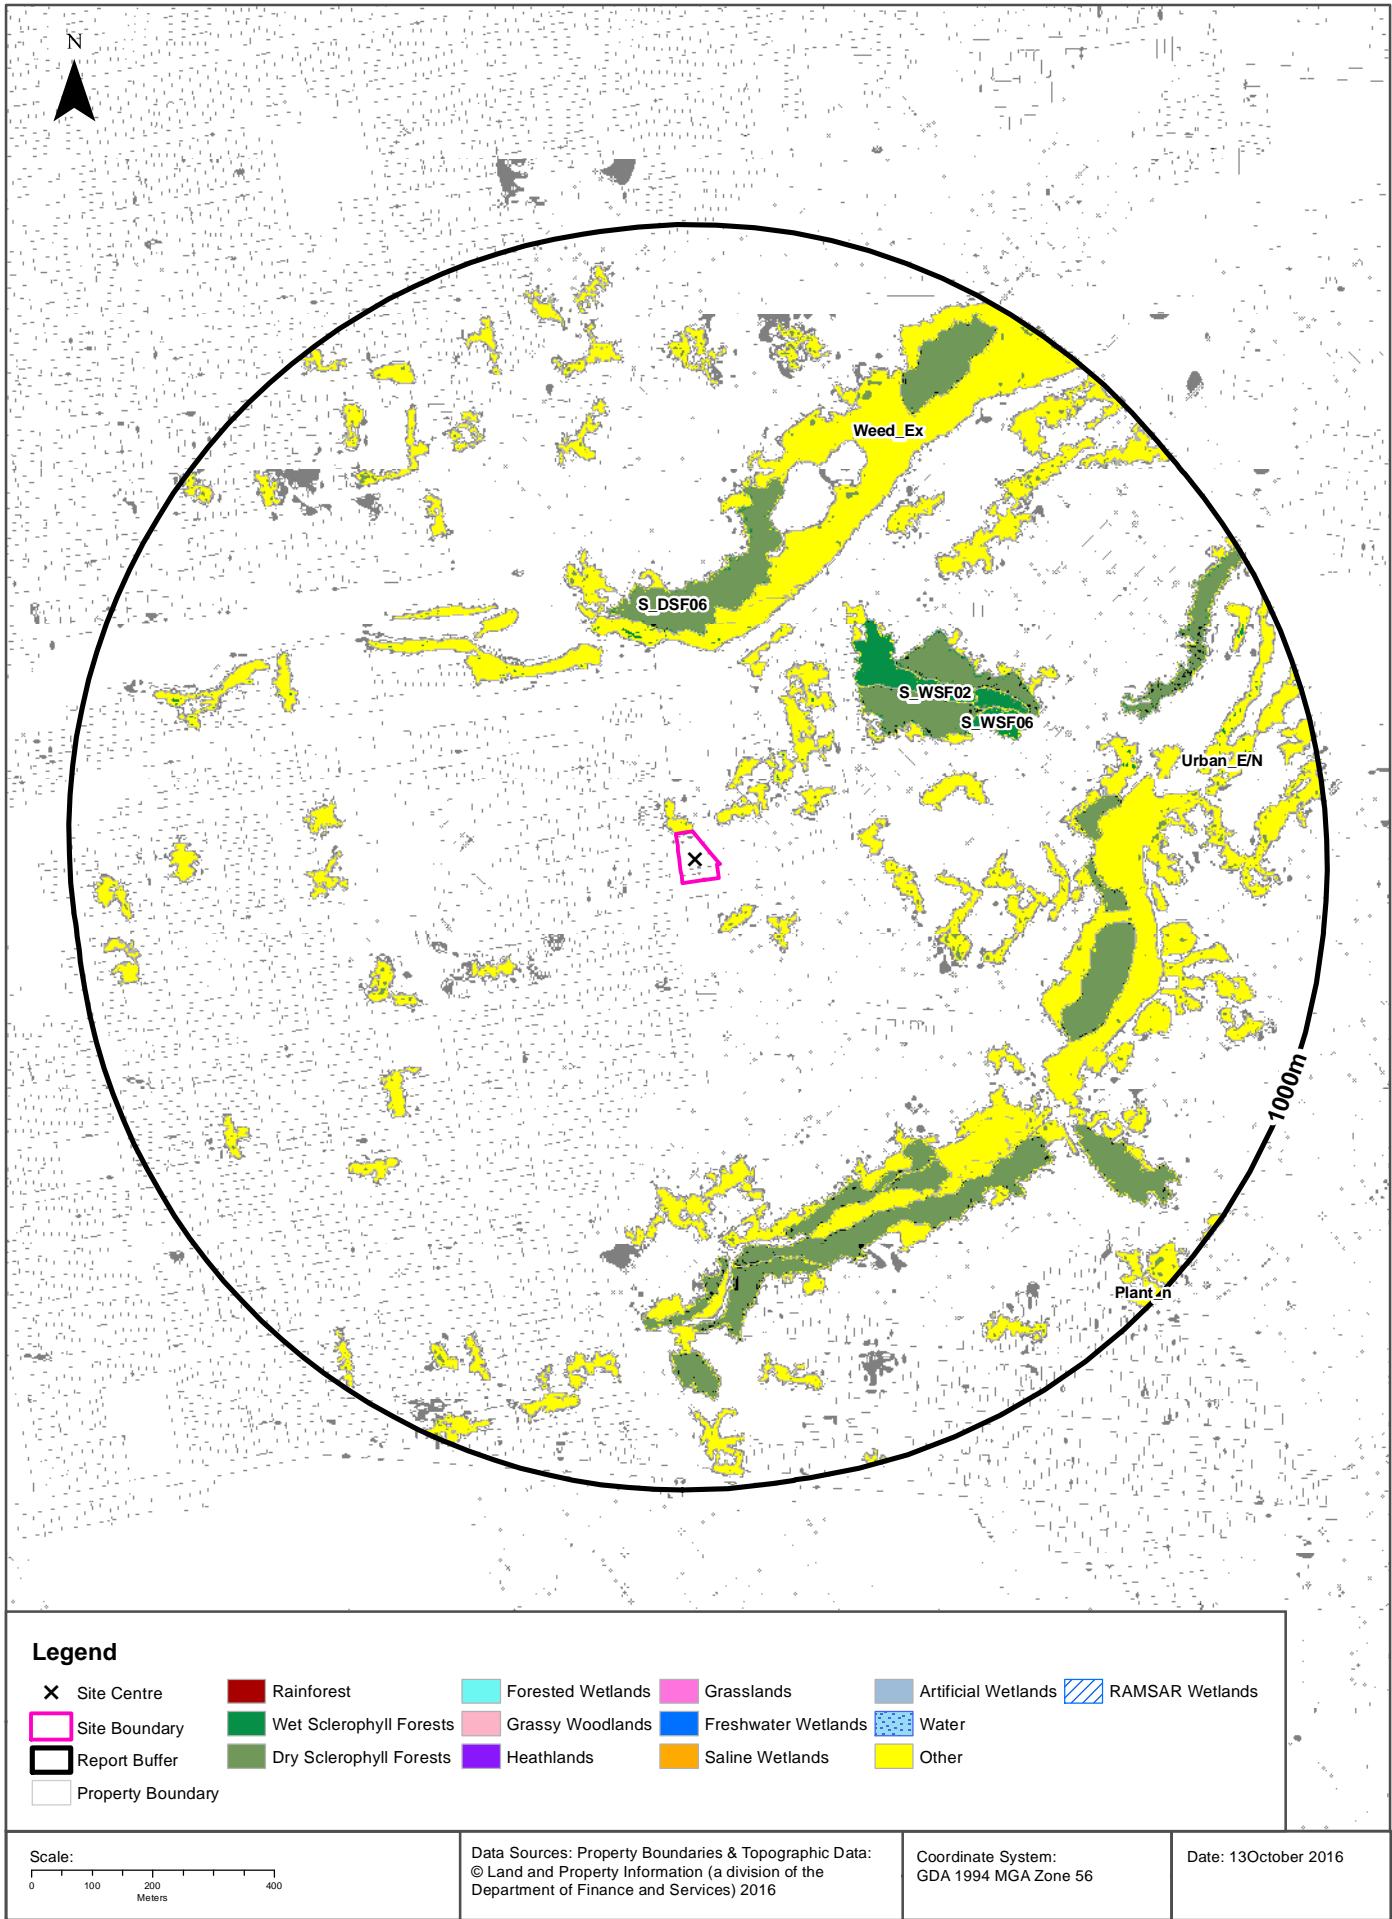 N
Weed_Ex
S_DSF06
S_WSF02
S_WSF06
Urban_E/N
1000m
Plant_n
Legend
Site Centre
Site Boundary
Report Buffer
Property Boundary
Rainforest
Wet Sclerophyll Forests
Dry Sclerophyll Forests
Forested Wetlands
Grassy Woodlands
Heathlands
Grasslands
Freshwater Wetlands
Saline Wetlands
Artificial Wetlands
Water
Other
RAMSAR Wetlands
Scale:
0 100 200 400
Meters
Data Sources: Property Boundaries & Topographic Data:
© Land and Property Information (a division of the
Department of Finance and Services) 2016
Coordinate System:
GDA 1994 MGA Zone 56
Date: 13October 2016